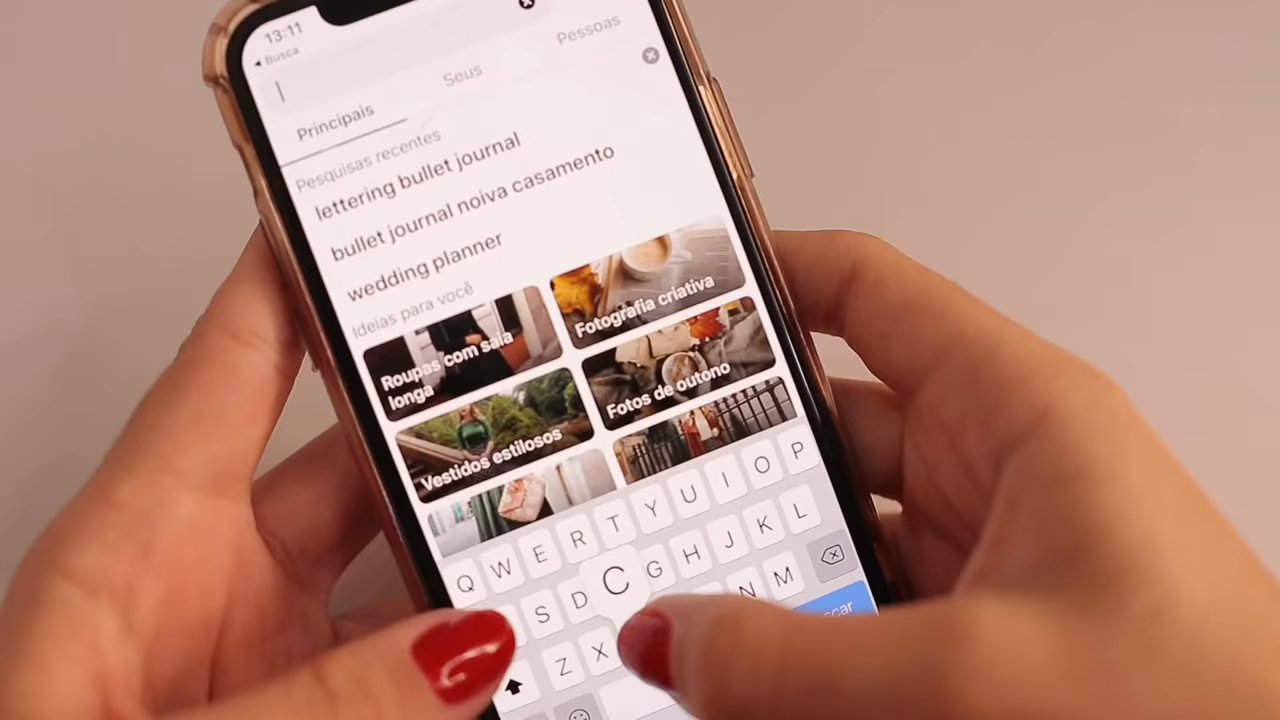 13:11
Busca
Principais
Seus
Pessoas
Pesquisas recentes
lettering bullet journal
bullet journal noiva casamento
wedding planner
Ideias para você
Roupas com saia
longa
Fotografia criativa
Vestidos estilosos
Fotos de outono
Q W E R T Y U I O P
S D C G H J K L
Z X N M
scar